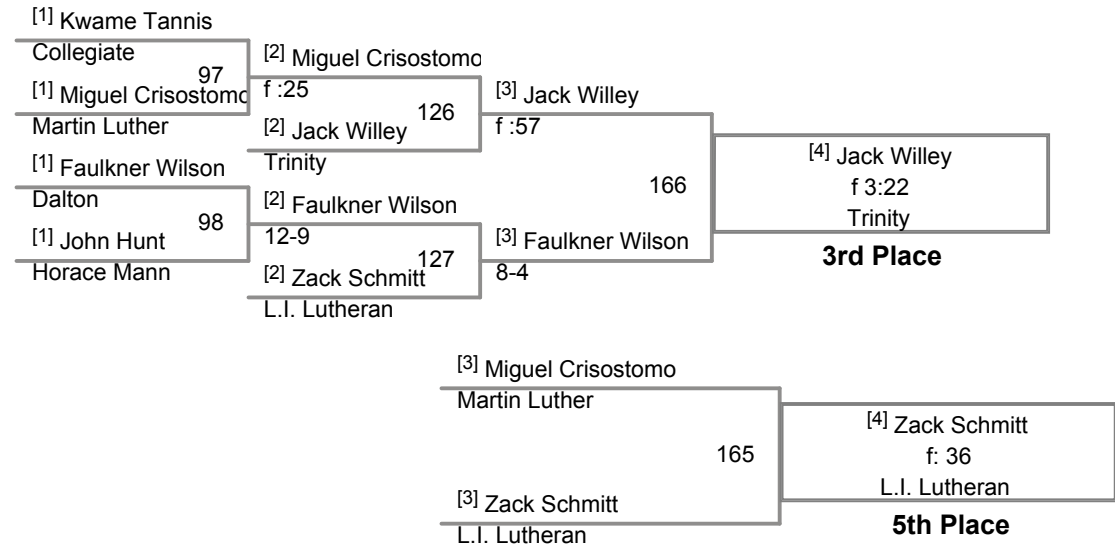 [1] Kwame Tannis
Collegiate
97
[1] Miguel Crisostomo
Martin Luther
[1] Faulkner Wilson
Dalton
98
[1] John Hunt
Horace Mann
[2] Miguel Crisostomo
f :25
126
[2] Jack Willey
Trinity
[2] Faulkner Wilson
12-9
127
[2] Zack Schmitt
L.I. Lutheran
[3] Jack Willey
f :57
166
[3] Faulkner Wilson
8-4
[4] Jack Willey
f 3:22
Trinity
3rd Place
[3] Miguel Crisostomo
Martin Luther
165
[3] Zack Schmitt
L.I. Lutheran
[4] Zack Schmitt
f: 36
L.I. Lutheran
5th Place